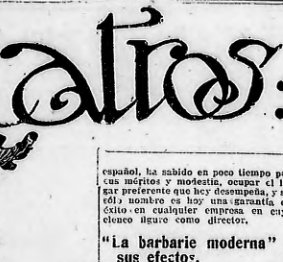 atros:
español, ha sabido en poco tiempo po
sus méritos y modestia, ocupar el l
gar preferente que hoy desempeña, y s
sólo nombre es hoy una garantía d
éxito en cualquier empresa en cuy
elenco figure como director.
"La barbarie moderna"
sus efectos.